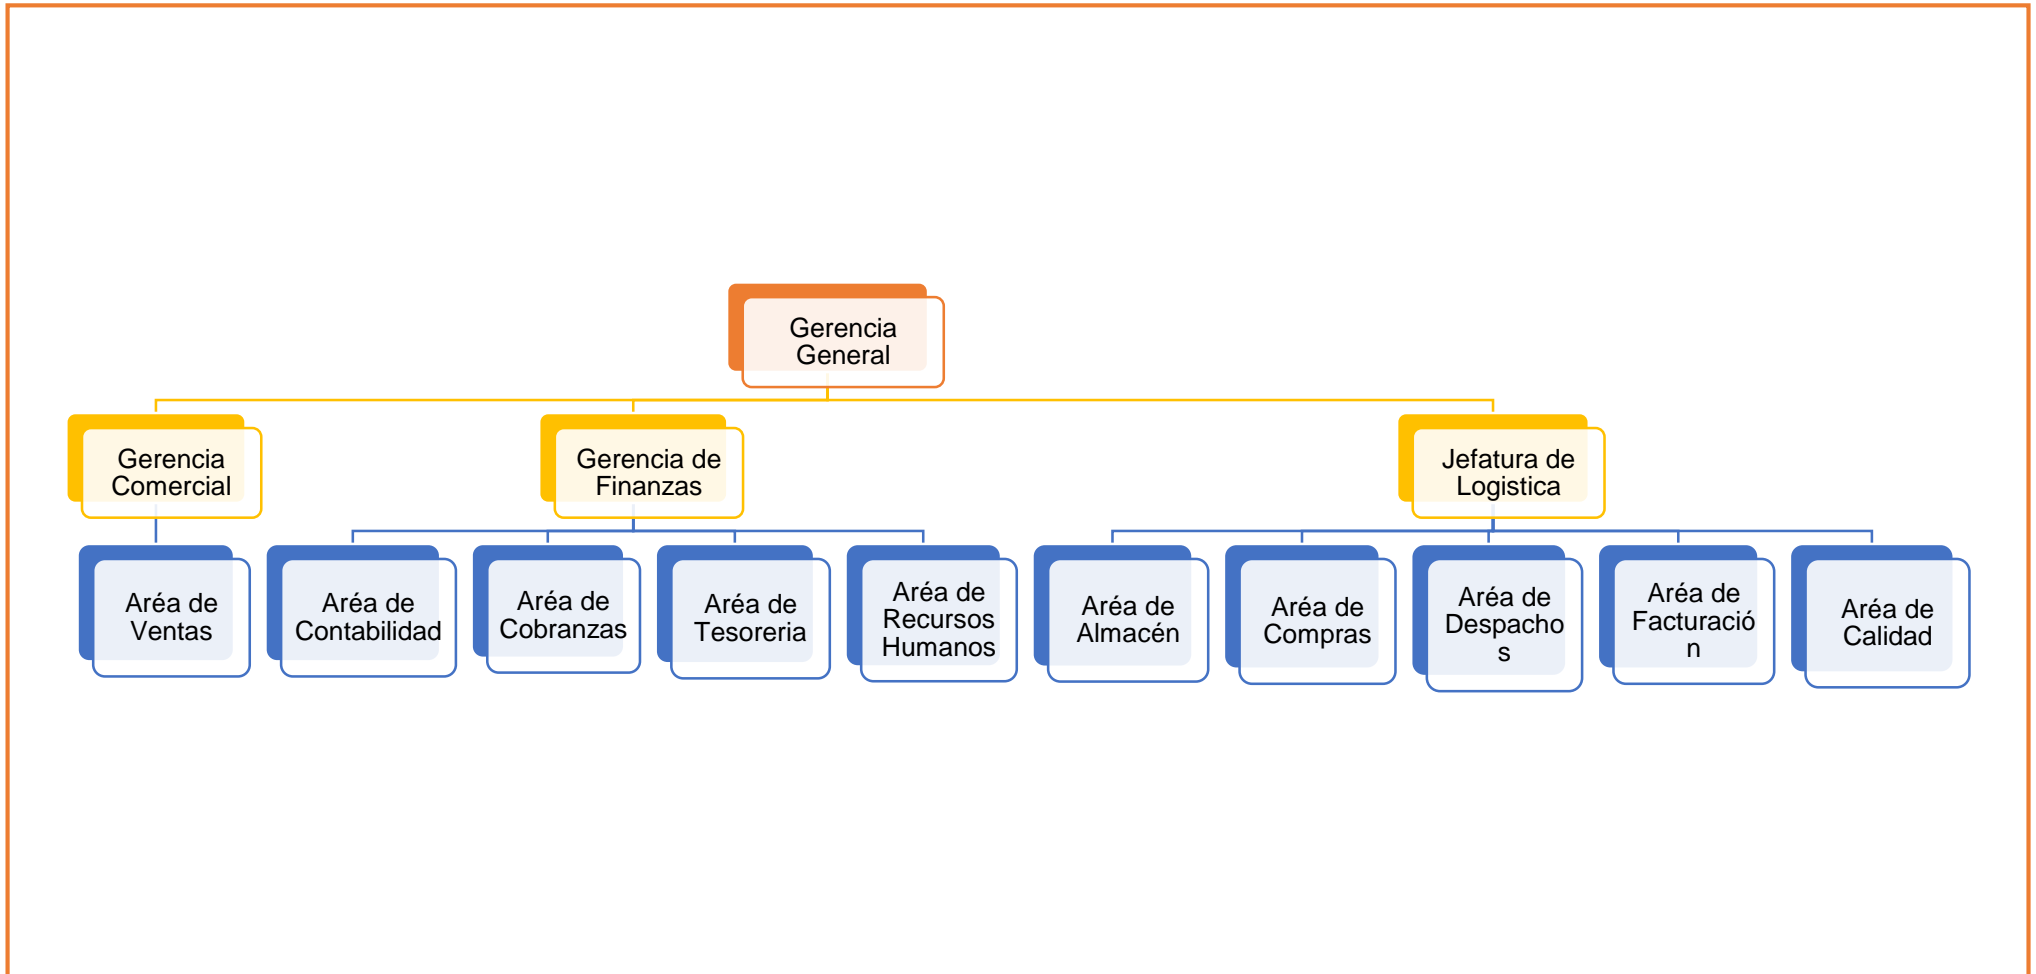 Gerencia
General
Gerencia
Comercial
Gerencia de
Finanzas
Jefatura de
Logistica
Aréa de
Ventas
Aréa de
Contabilidad
Aréa de
Cobranzas
Aréa de
Tesoreria
Aréa de
Recursos
Humanos
Aréa de
Almacén
Aréa de
Compras
Aréa de
Despacho
s
Aréa de
Facturació
n
Aréa de
Calidad